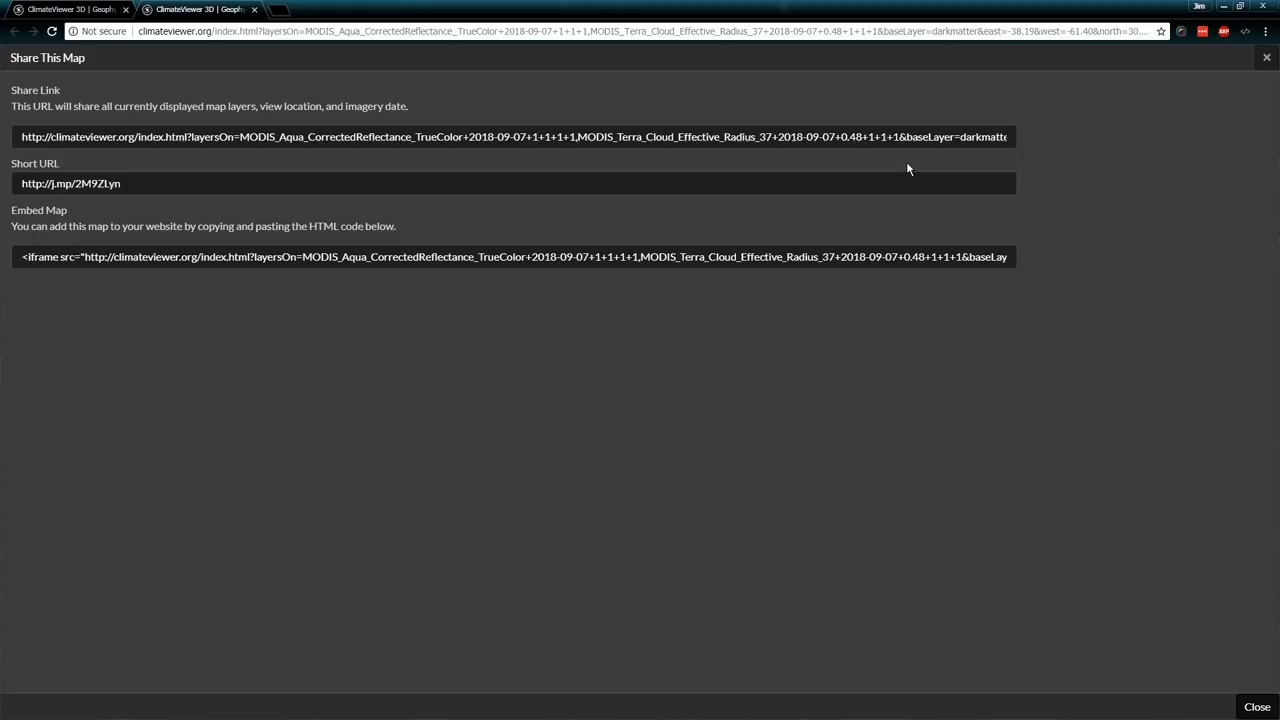 ClimateViewer 3D | Geoph
ClimateViewer 3D | Geoph
Jim
Not secure
climateviewer.org/index.html?layersOn=MODIS_Aqua_CorrectedReflectance_TrueColor+2018-09-07+1+1+1+1,MODIS_Terra_Cloud_Effective_Radius_37+2018-09-07+0.48+1+1+1&baseLayer=darkmatter&east=-38.19&west=-61.40&north=30....
ABP
Share This Map
Share Link
This URL will share all currently displayed map layers, view location, and imagery date.
http://climateviewer.org/index.html?layersOn=MODIS_Aqua_CorrectedReflectance_TrueColor+2018-09-07+1+1+1+1,MODIS_Terra_Cloud_Effective_Radius_37+2018-09-07+0.48+1+1+1&baseLayer=darkmatte
Short URL
http://j.mp/2M9ZLyn
Embed Map
You can add this map to your website by copying and pasting the HTML code below.
<iframe src="http://climateviewer.org/index.html?layersOn=MODIS_Aqua_CorrectedReflectance_TrueColor+2018-09-07+1+1+1+1,MODIS_Terra_Cloud_Effective_Radius_37+2018-09-07+0.48+1+1+1&baseLay
Close